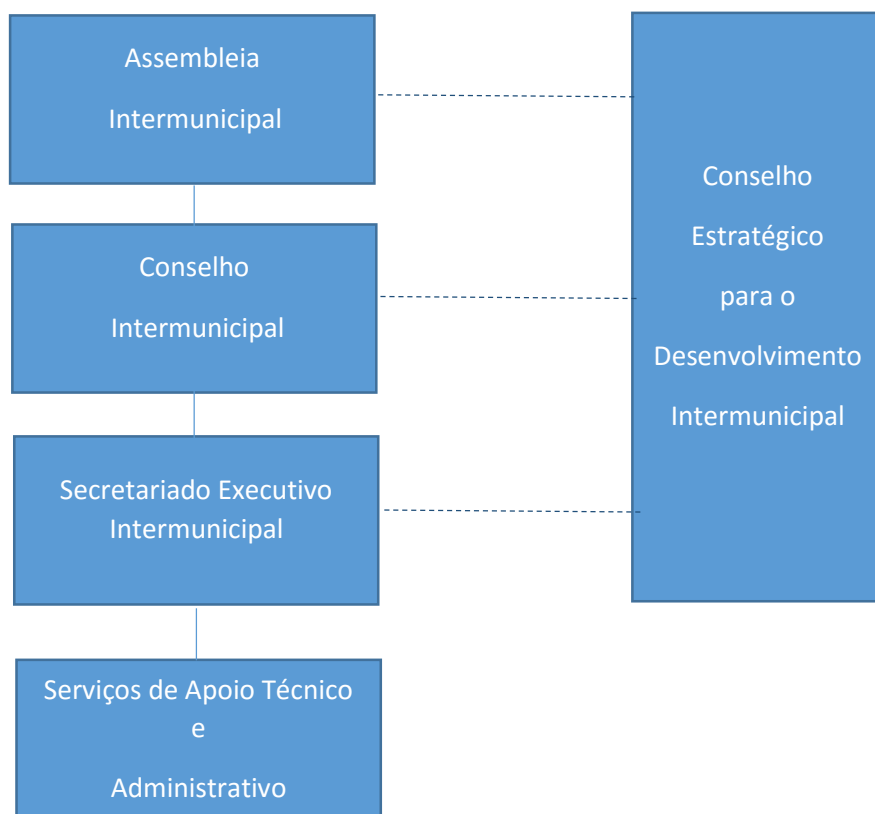 Assembleia
Intermunicipal
Conselho
Intermunicipal
Secretariado Executivo
Intermunicipal
Serviços de Apoio Técnico
e
Administrativo
Conselho
Estratégico
para o
Desenvolvimento
Intermunicipal